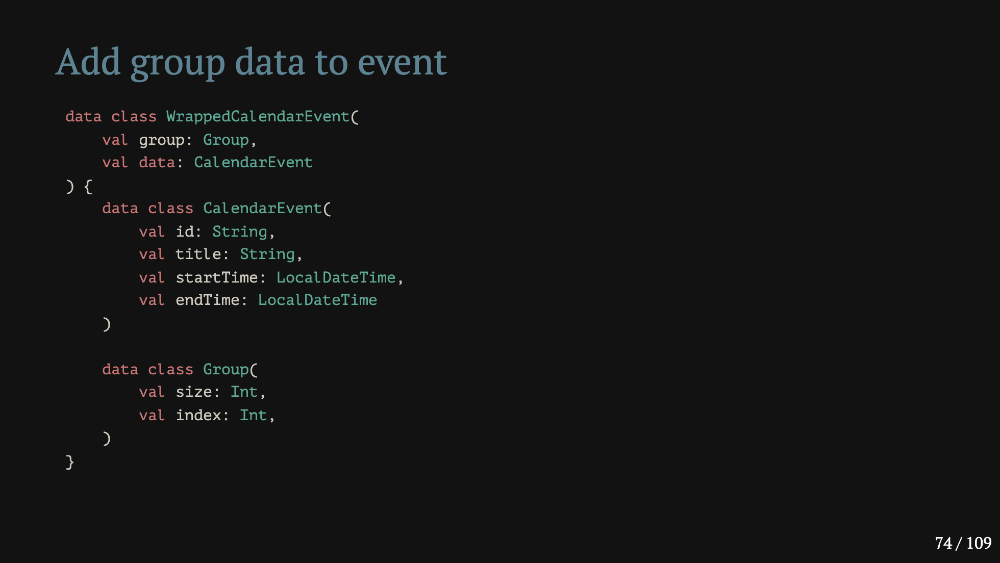 Add group data to event
data class WrappedCalendarEvent(
    val group: Group,
    val data: CalendarEvent
) {
    data class CalendarEvent(
        val id: String,
        val title: String,
        val startTime: LocalDateTime,
        val endTime: LocalDateTime
    )

    data class Group(
        val size: Int,
        val index: Int,
    )
}
74 / 109